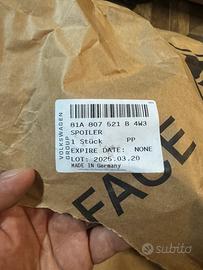 VOLKSWAGEN
GROUP
81A 807 521 B 4W3
SPOILER
1 Stück PP
EXPIRE DATE: NONE
LOT: 2025.03.20
MADE IN Germany
FACE
subito